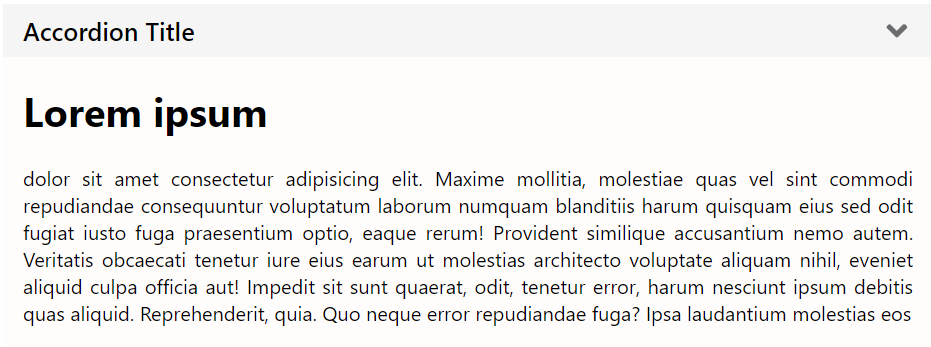 Accordion Title
Lorem ipsum
dolor sit amet consectetur adipisicing elit. Maxime mollitia, molestiae quas vel sint commodi
repudiandae consequuntur voluptatum laborum numquam blanditiis harum quisquam eius sed odit
fugiat iusto fuga praesentium optio, eaque rerum! Provident similique accusantium nemo autem.
Veritatis obcaecati tenetur iure eius earum ut molestias architecto voluptate aliquam nihil, eveniet
aliquid culpa officia aut! Impedit sit sunt quaerat, odit, tenetur error, harum nesciunt ipsum debitis
quas aliquid. Reprehenderit, quia. Quo neque error repudiandae fuga? Ipsa laudantium molestias eos